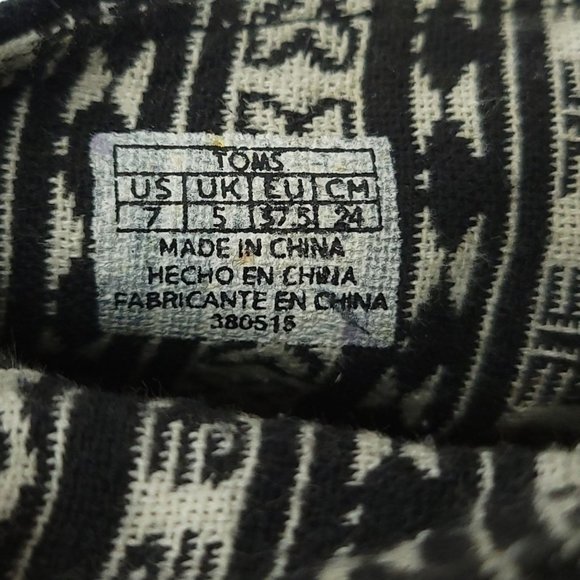 TOMS
US UK EU CM
7 5 37.5 24
MADE IN CHINA
HECHO EN CHINA
FABRICANTE EN CHINA
380515